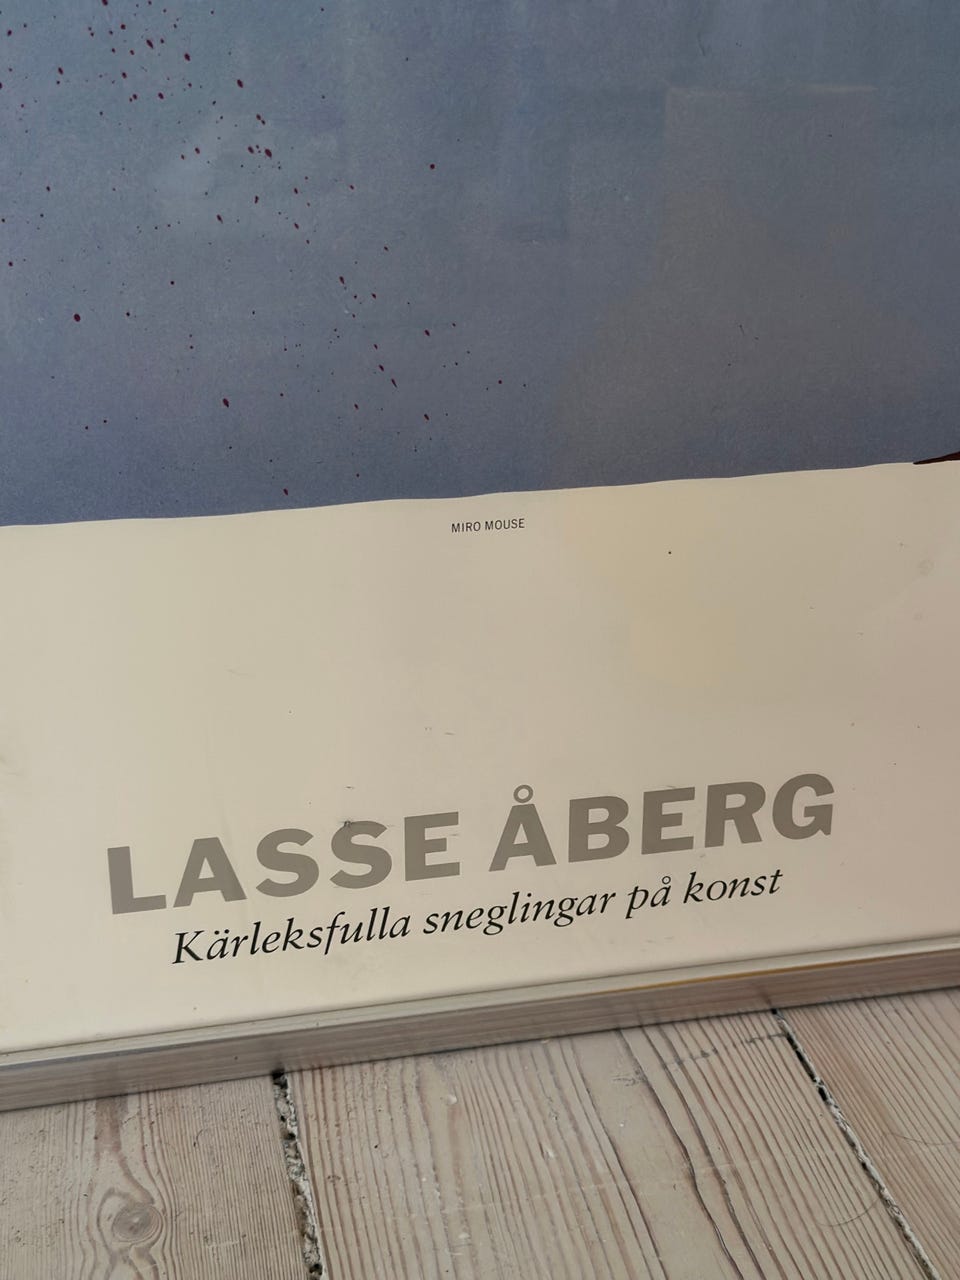 MIRO MOUSE
LASSE ÅBERG
Kärleksfulla sneglingar på konst